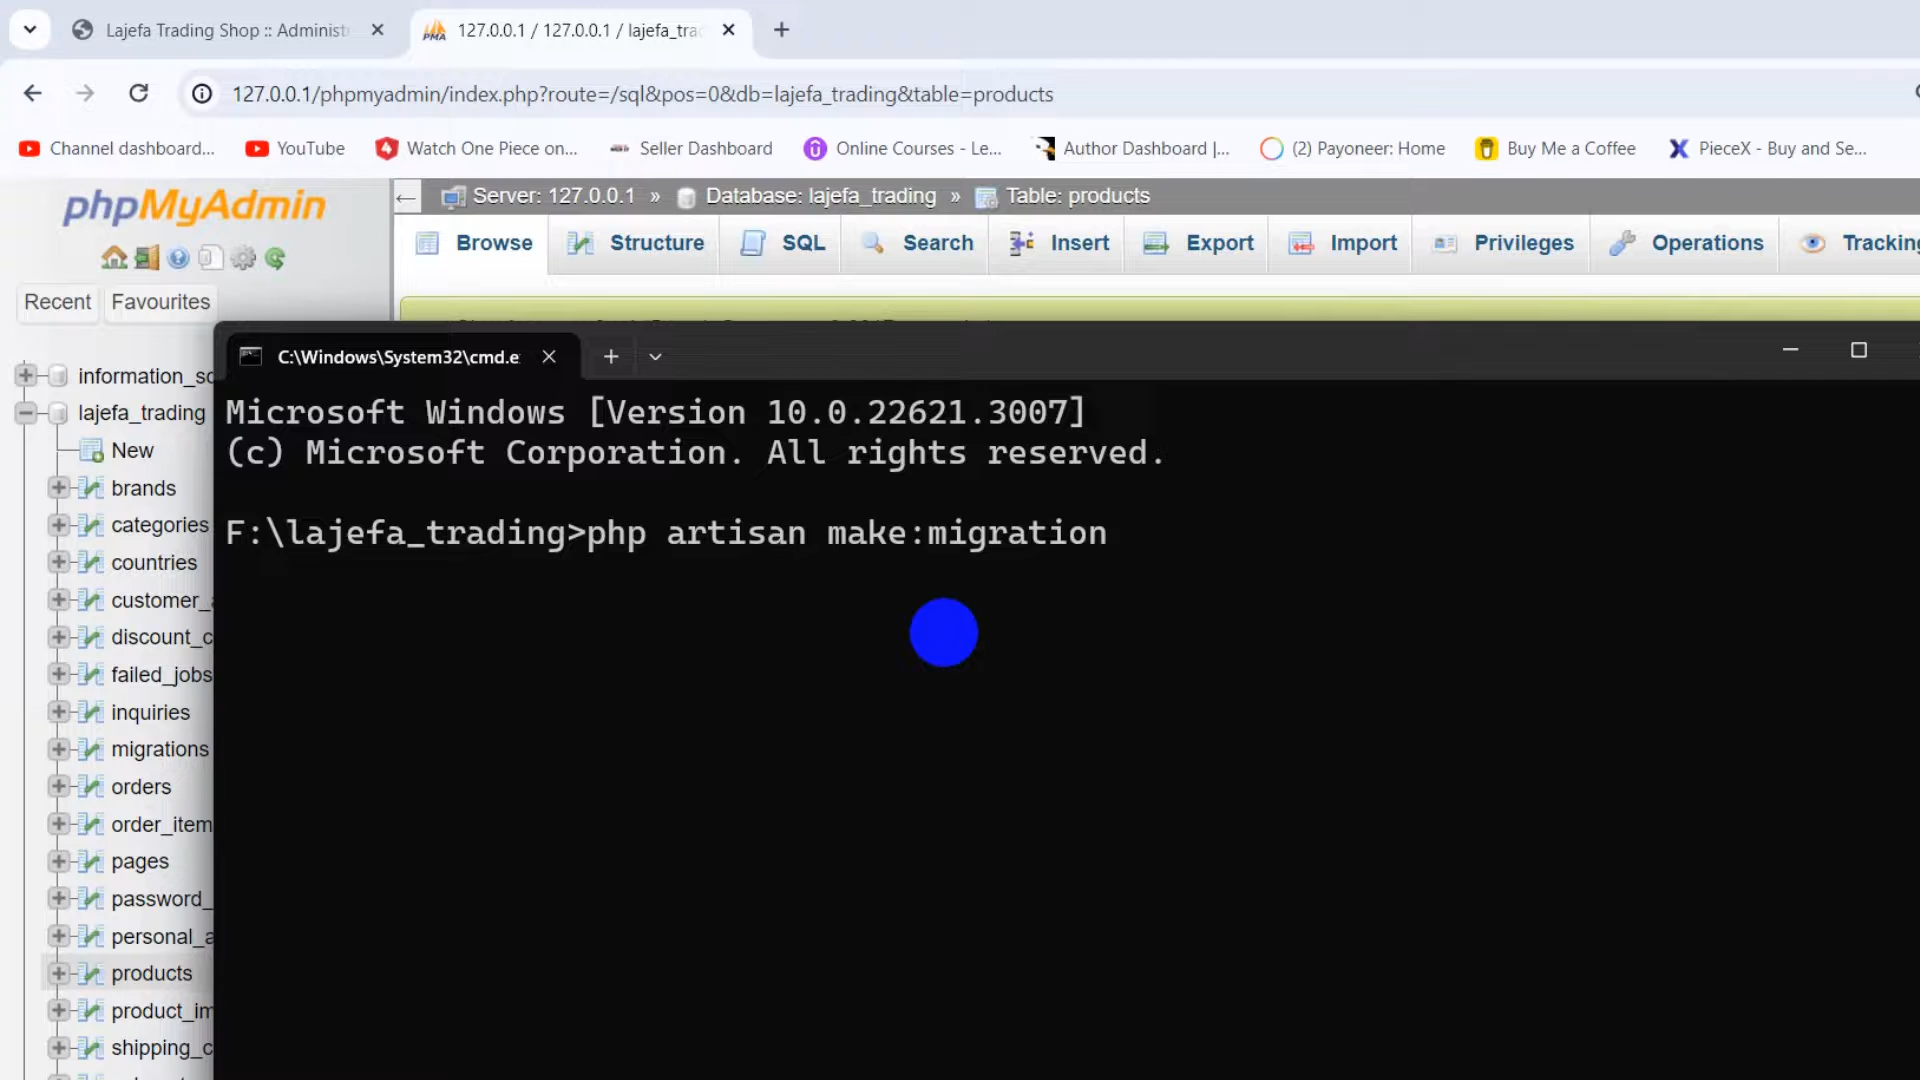 Lajefa Trading Shop :: Administ
127.0.0.1 / 127.0.0.1 / lajefa_tra
127.0.0.1/phpmyadmin/index.php?route=/sql&pos=0&db=lajefa_trading&table=products
Channel dashboard... YouTube Watch One Piece on... Seller Dashboard Online Courses - Le... Author Dashboard |... (2) Payoneer: Home Buy Me a Coffee PieceX - Buy and Se...
phpMyAdmin
Server: 127.0.0.1 » Database: lajefa_trading » Table: products
Browse Structure SQL Search Insert Export Import Privileges Operations Tracking
Recent Favourites
C:\Windows\System32\cmd.e
information_sc
lajefa_trading
New
brands
categories
countries
customer_a
discount_c
failed_jobs
inquiries
migrations
orders
order_item
pages
password_
personal_a
products
product_im
shipping_c
Microsoft Windows [Version 10.0.22621.3007]
(c) Microsoft Corporation. All rights reserved.
F:\lajefa_trading>php artisan make:migration